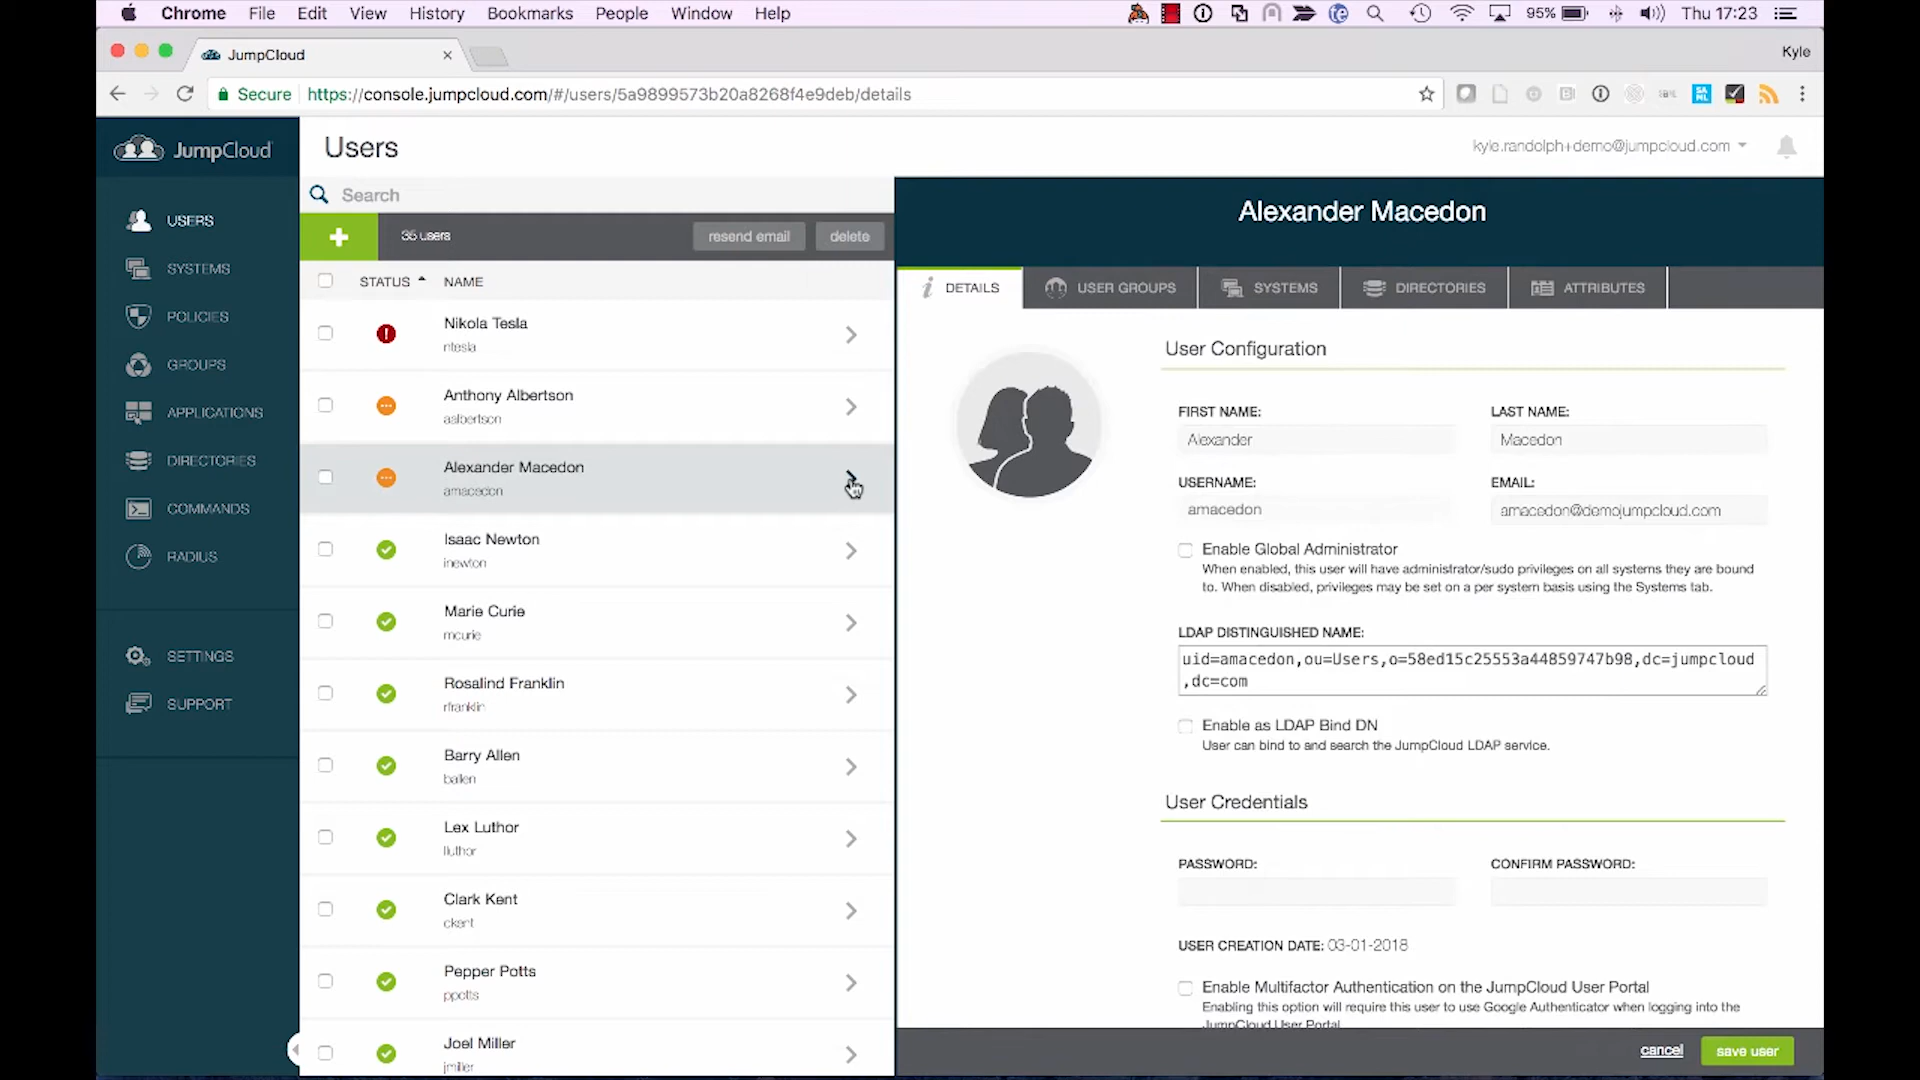 Chrome File Edit View History Bookmarks People Window Help 95% Thu 17:23
JumpCloud
Kyle
Secure https://console.jumpcloud.com/#/users/5a9899573b20a8268f4e9deb/details
JumpCloud
Users
kyle.randolph+demo@jumpcloud.com
USERS
SYSTEMS
POLICIES
GROUPS
APPLICATIONS
DIRECTORIES
COMMANDS
RADIUS
SETTINGS
SUPPORT
Search
35 users resend email delete
STATUS NAME
Nikola Tesla
ntesla
Anthony Albertson
aalbertson
Alexander Macedon
amacedon
Isaac Newton
inewton
Marie Curie
mcurie
Rosalind Franklin
rfranklin
Barry Allen
ballen
Lex Luthor
lluthor
Clark Kent
ckent
Pepper Potts
ppotts
Joel Miller
jmiller
Alexander Macedon
DETAILS USER GROUPS SYSTEMS DIRECTORIES ATTRIBUTES
User Configuration
FIRST NAME: LAST NAME:
Alexander Macedon
USERNAME: EMAIL:
amacedon amacedon@demojumpcloud.com
Enable Global Administrator
When enabled, this user will have administrator/sudo privileges on all systems they are bound
to. When disabled, privileges may be set on a per system basis using the Systems tab.
LDAP DISTINGUISHED NAME:
uid=amacedon,ou=Users,o=58ed15c25553a44859747b98,dc=jumpcloud
,dc=com
Enable as LDAP Bind DN
User can bind to and search the JumpCloud LDAP service.
User Credentials
PASSWORD: CONFIRM PASSWORD:
USER CREATION DATE: 03-01-2018
Enable Multifactor Authentication on the JumpCloud User Portal
Enabling this option will require this user to use Google Authenticator when logging into the
JumpCloud User Portal
cancel save user